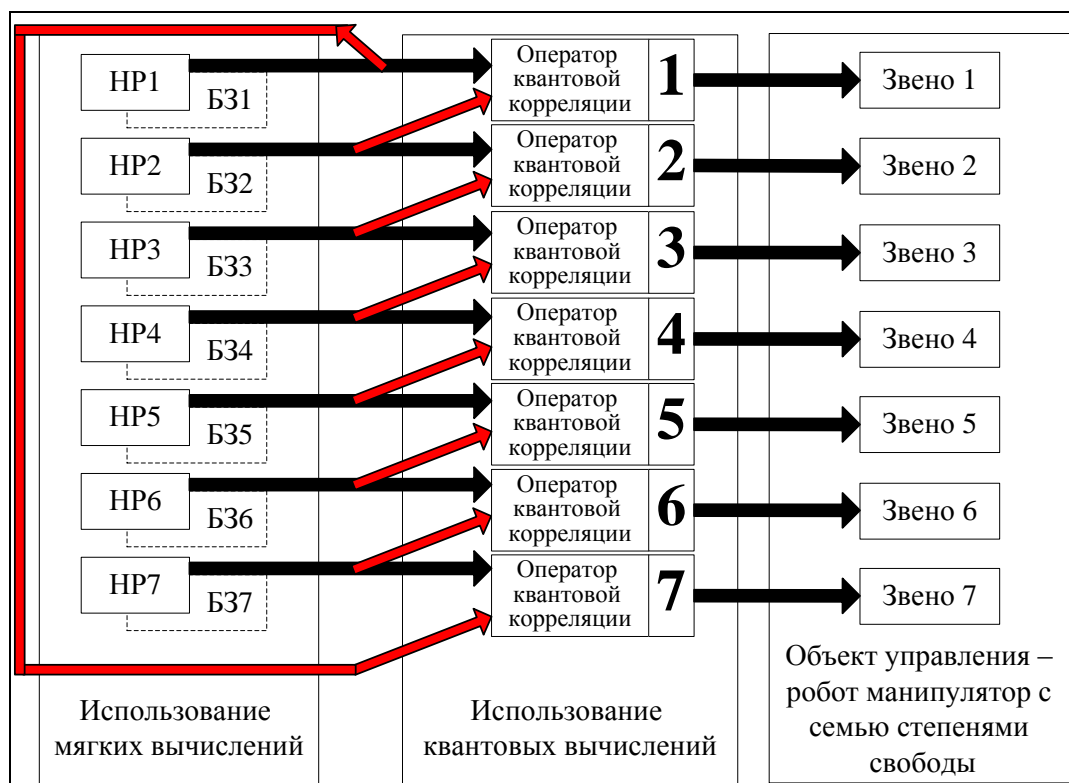 НР1
БЗ1
Оператор
квантовой
корреляции
1
Звено 1
НР2
БЗ2
Оператор
квантовой
корреляции
2
Звено 2
НР3
БЗ3
Оператор
квантовой
корреляции
3
Звено 3
НР4
БЗ4
Оператор
квантовой
корреляции
4
Звено 4
НР5
БЗ5
Оператор
квантовой
корреляции
5
Звено 5
НР6
БЗ6
Оператор
квантовой
корреляции
6
Звено 6
НР7
БЗ7
Оператор
квантовой
корреляции
7
Звено 7
Использование
мягких вычислений
Использование
квантовых вычислений
Объект управления –
робот манипулятор с
семью степенями
свободы